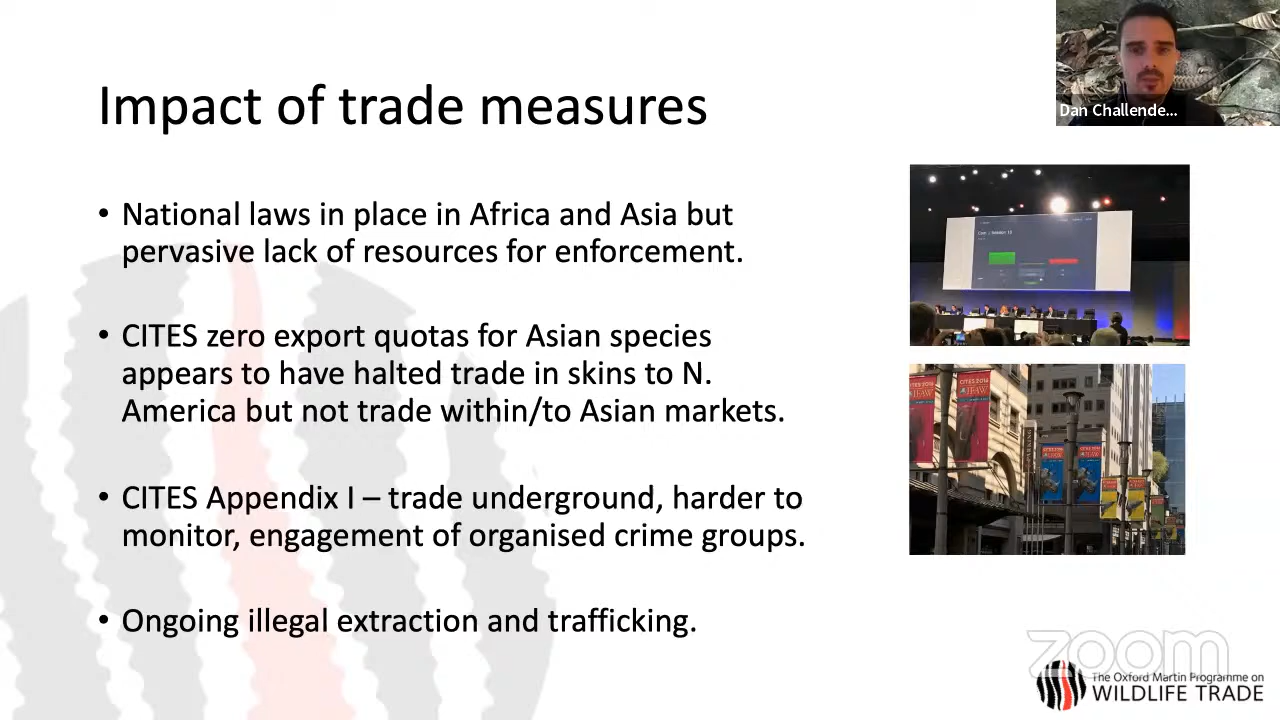 Dan Challende...
Impact of trade measures
• National laws in place in Africa and Asia but
pervasive lack of resources for enforcement.
• CITES zero export quotas for Asian species
appears to have halted trade in skins to N.
America but not trade within/to Asian markets.
• CITES Appendix I – trade underground, harder to
monitor, engagement of organised crime groups.
• Ongoing illegal extraction and trafficking.
CITES 2016
IFAW
zoom
The Oxford Martin Programme on
WILDLIFE TRADE